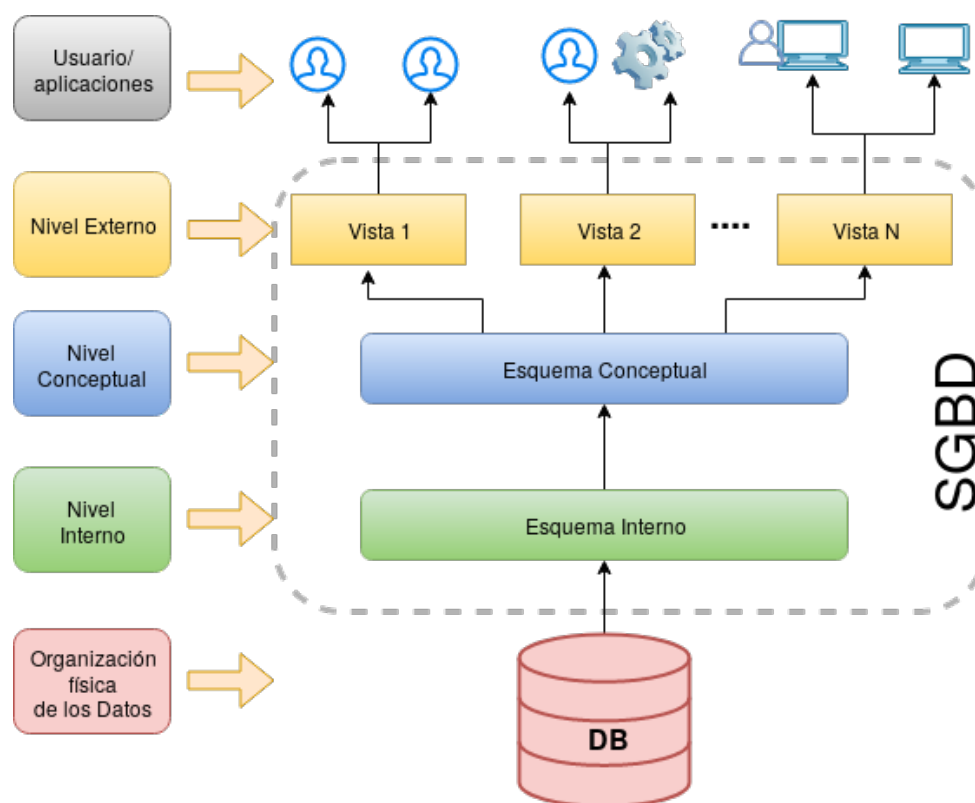 Usuario/
aplicaciones
Nivel Externo
Vista 1
Vista 2
....
Vista N
Nivel
Conceptual
Esquema Conceptual
SGBD
Nivel
Interno
Esquema Interno
Organización
física
de los Datos
DB